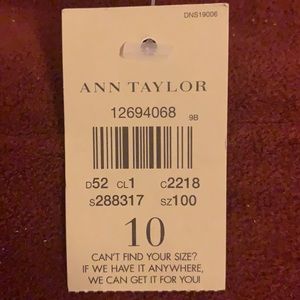 DNS19006
ANN TAYLOR
12694068 9B
D52 CL1 C2218
S288317 SZ100
10
CAN'T FIND YOUR SIZE?
IF WE HAVE IT ANYWHERE,
WE CAN GET IT FOR YOU!